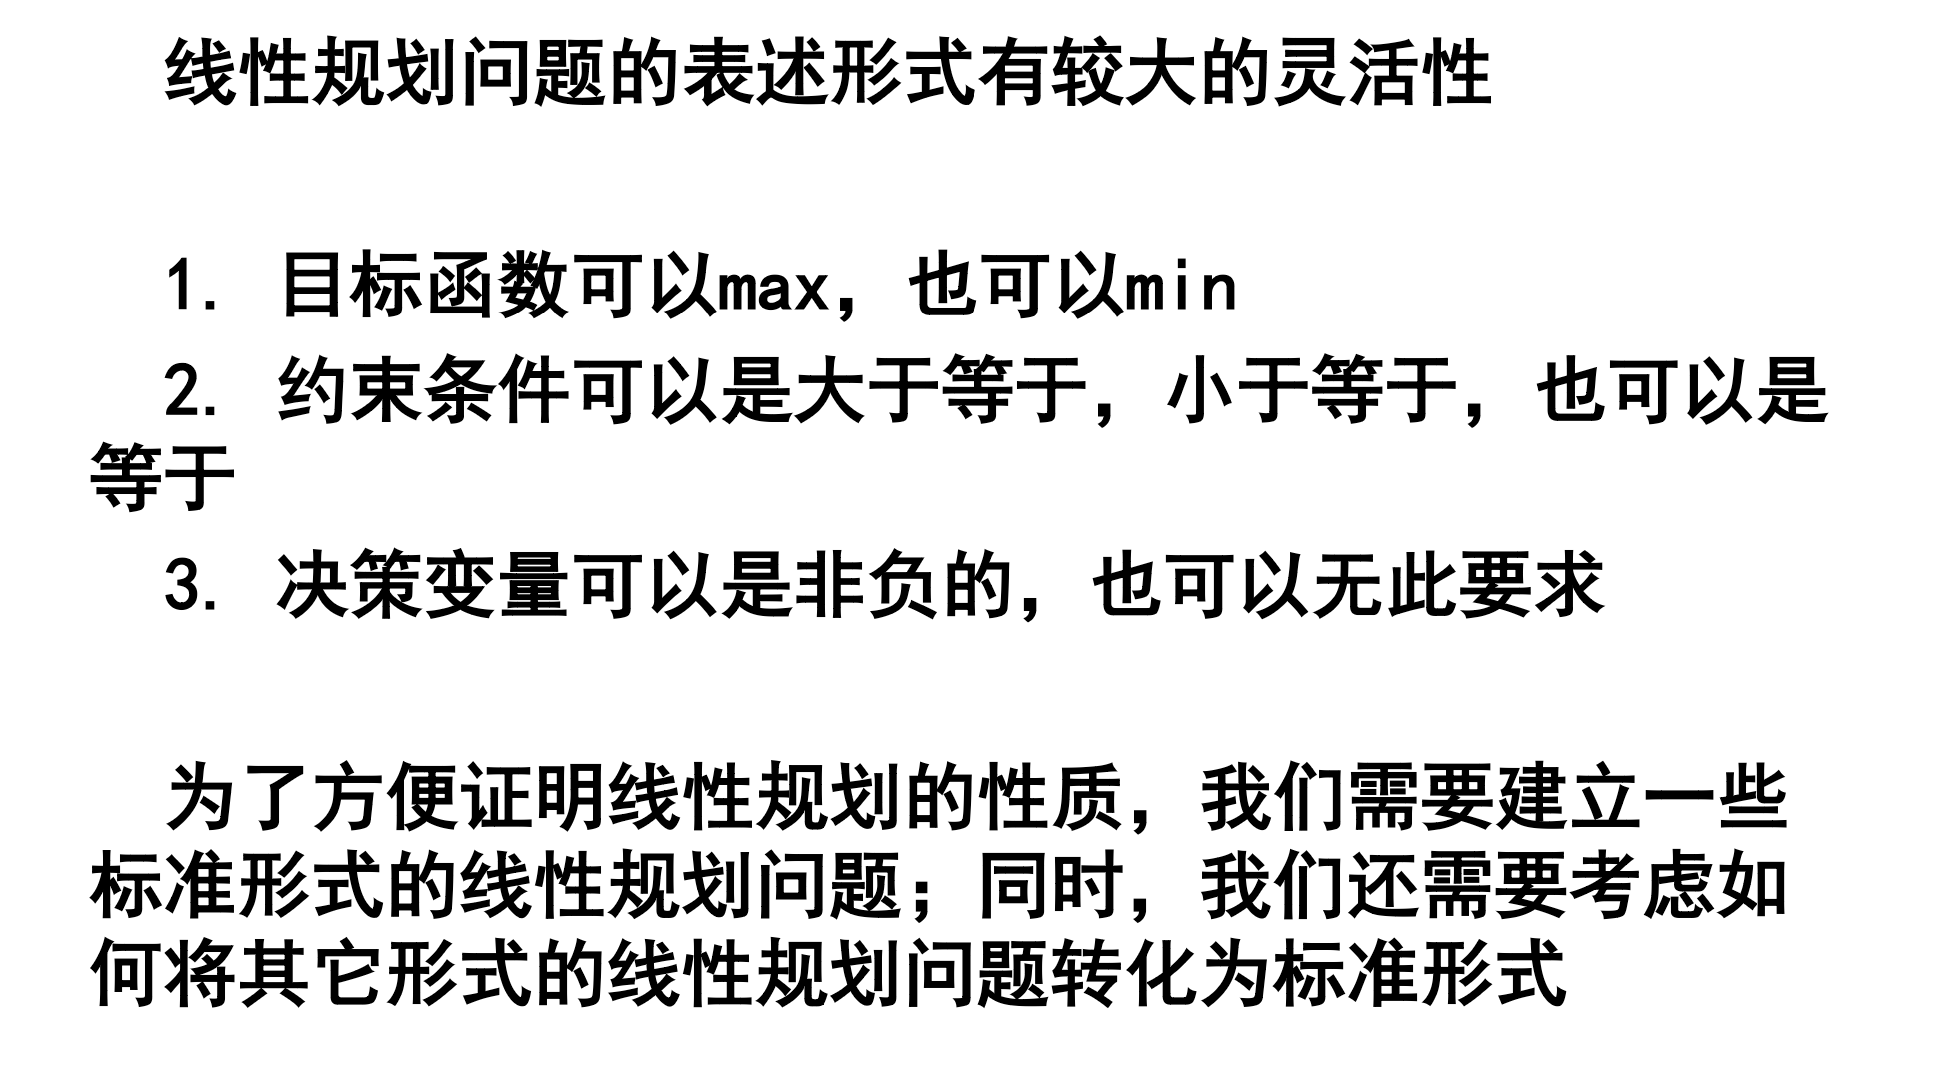 线性规划问题的表述形式有较大的灵活性
1. 目标函数可以max，也可以min
2. 约束条件可以是大于等于，小于等于，也可以是
等于
3. 决策变量可以是非负的，也可以无此要求
为了方便证明线性规划的性质，我们需要建立一些
标准形式的线性规划问题；同时，我们还需要考虑如
何将其它形式的线性规划问题转化为标准形式